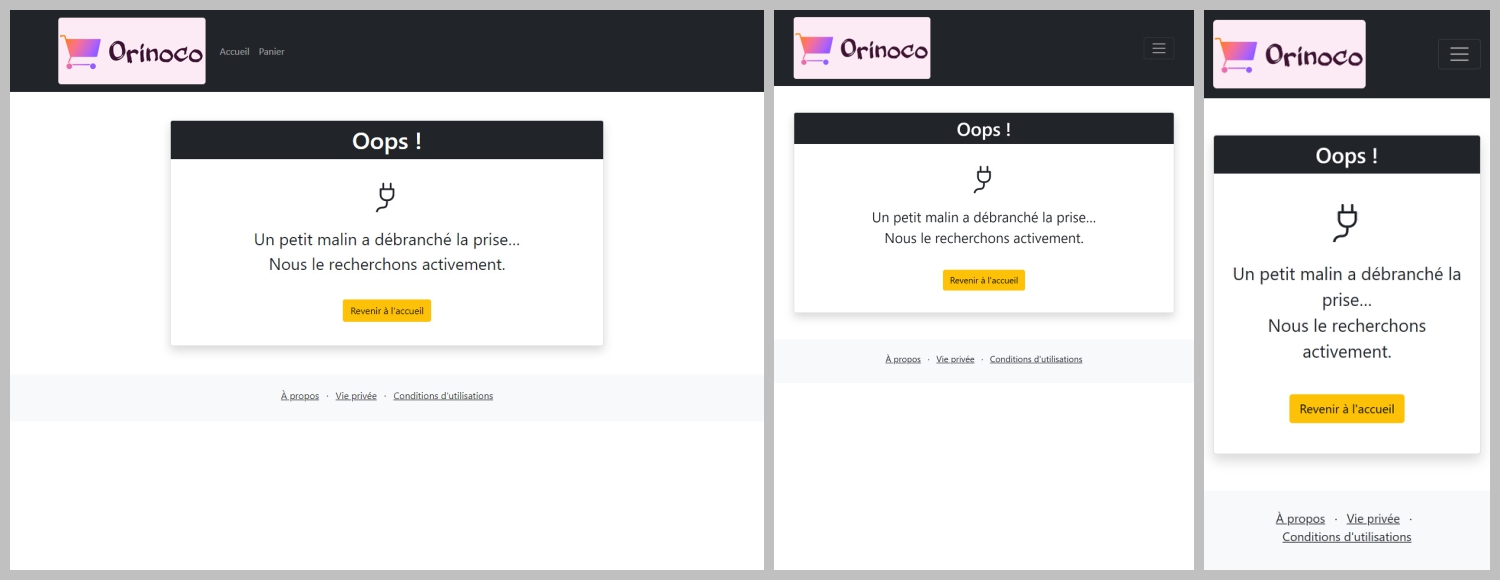 Orinoco
Accueil Panier
Oops !
Un petit malin a débranché la prise...
Nous le recherchons activement.
Revenir à l'accueil
À propos · Vie privée · Conditions d'utilisations
Orinoco
Oops !
Un petit malin a débranché la prise...
Nous le recherchons activement.
Revenir à l'accueil
À propos · Vie privée · Conditions d'utilisations
Orinoco
Oops !
Un petit malin a débranché la
prise...
Nous le recherchons
activement.
Revenir à l'accueil
À propos · Vie privée ·
Conditions d'utilisations